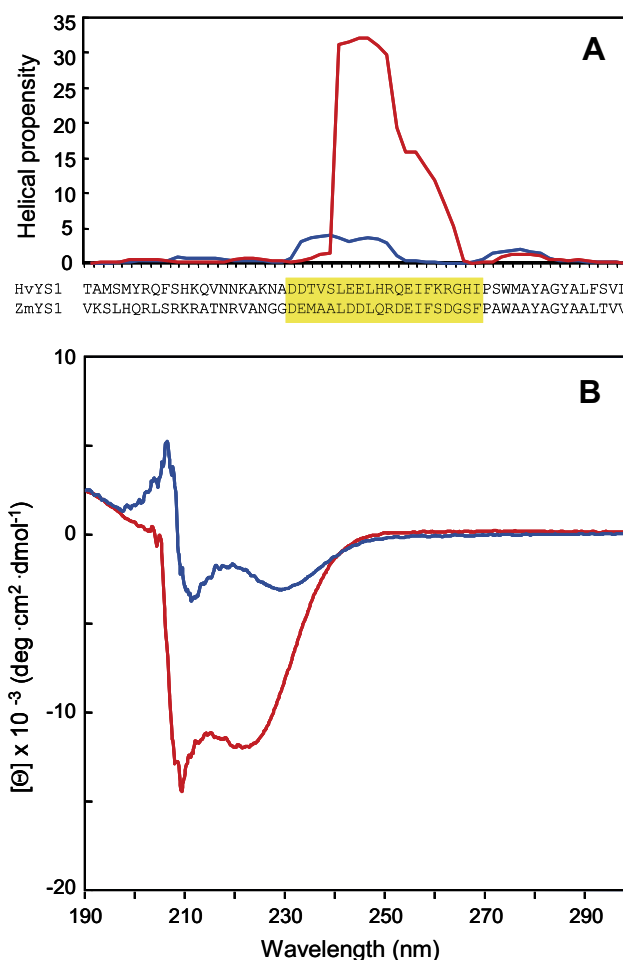 A
Helical propensity
35
30
25
20
15
10
5
0
HvYS1 TAMSMYRQFSHKQVNNKAKNADDTVSLEELHRQEIFKRGHIPSWMAYAGYALFSVI
ZmYS1 VKSLHQRLSRKRATNRVANGGDEMAALDDLQRDEIFSDGSFPAWAAYAGYAALTVV
B
[Θ] x 10 -3 (deg ·cm2 ·dmol-1)
10
0
-10
-20
190 210 230 250 270 290
Wavelength (nm)